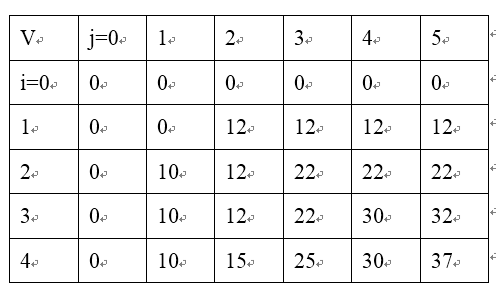 V j=0 1 2 3 4 5
i=0 0 0 0 0 0 0
1 0 0 12 12 12 12
2 0 10 12 22 22 22
3 0 10 12 22 30 32
4 0 10 15 25 30 37